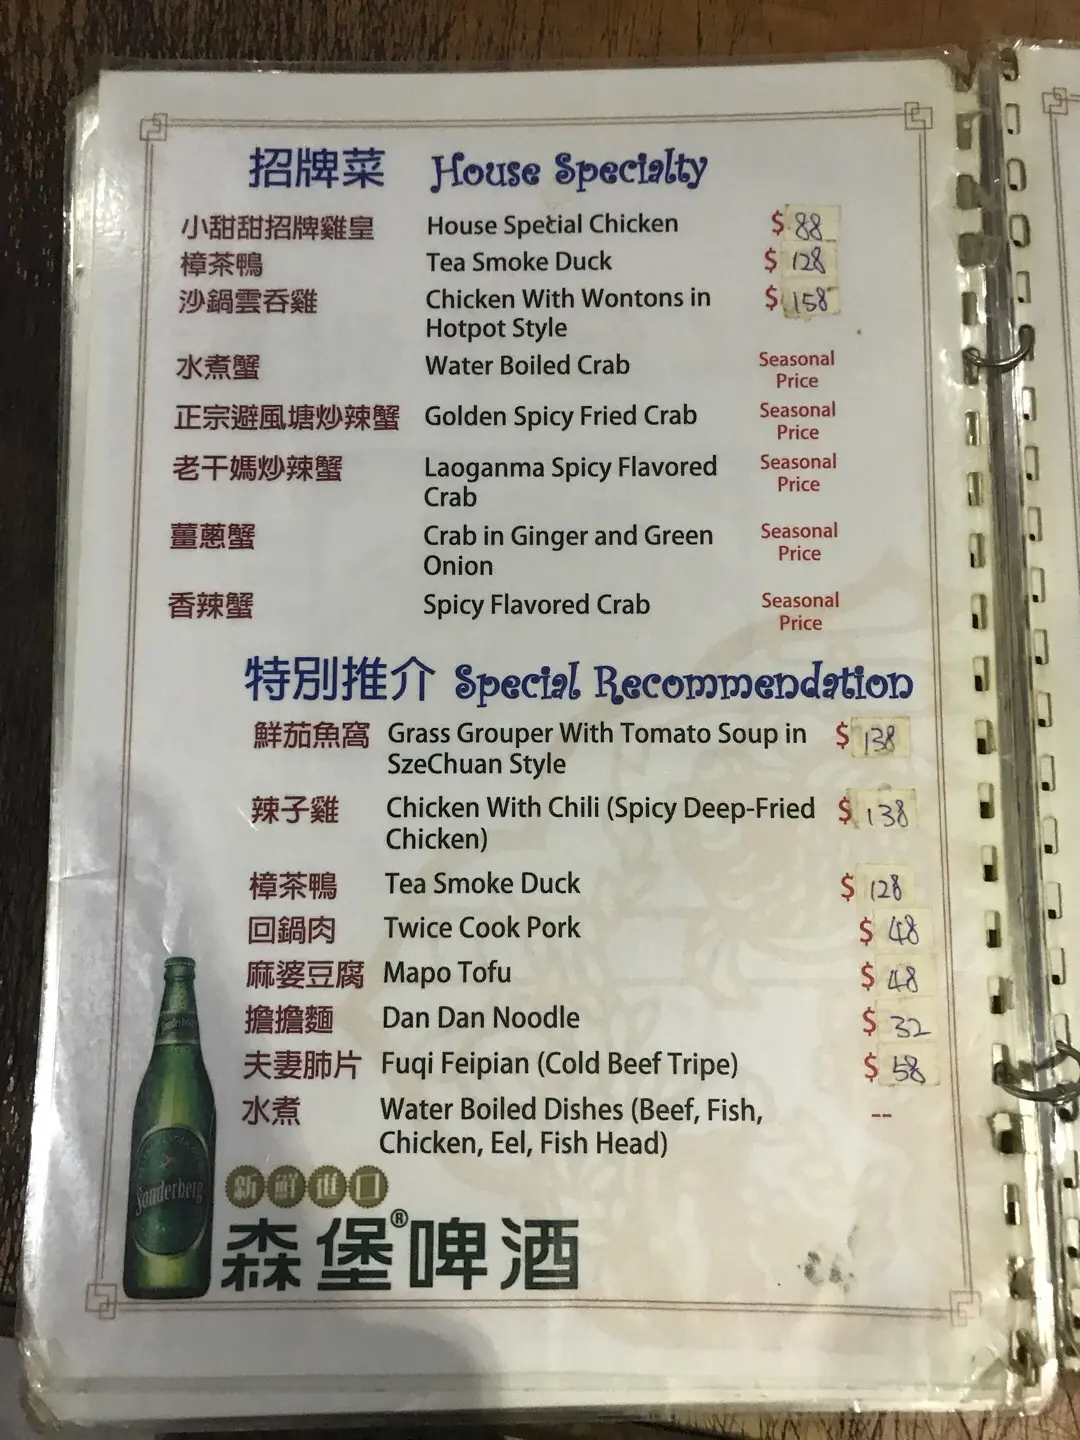 招牌菜 House Specialty
小甜甜招牌雞皇 House Special Chicken $ 88
樟茶鴨 Tea Smoke Duck $ 128
沙鍋雲吞雞 Chicken With Wontons in $ 158
Hotpot Style
水煮蟹 Water Boiled Crab Seasonal
Price
正宗避風塘炒辣蟹 Golden Spicy Fried Crab Seasonal
Price
老干媽炒辣蟹 Laoganma Spicy Flavored Seasonal
Crab Price
薑蔥蟹 Crab in Ginger and Green Seasonal
Onion Price
香辣蟹 Spicy Flavored Crab Seasonal
Price
特別推介 Special Recommendation
鮮茄魚窩 Grass Grouper With Tomato Soup in $ 138
SzeChuan Style
辣子雞 Chicken With Chili (Spicy Deep-Fried $ 138
Chicken)
樟茶鴨 Tea Smoke Duck $ 128
回鍋肉 Twice Cook Pork $ 48
麻婆豆腐 Mapo Tofu $ 48
擔擔麵 Dan Dan Noodle $ 32
夫妻肺片 Fuqi Feipian (Cold Beef Tripe) $ 58
水煮 Water Boiled Dishes (Beef, Fish, --
Chicken, Eel, Fish Head)
新鮮進口
森堡®啤酒
Sonderberg